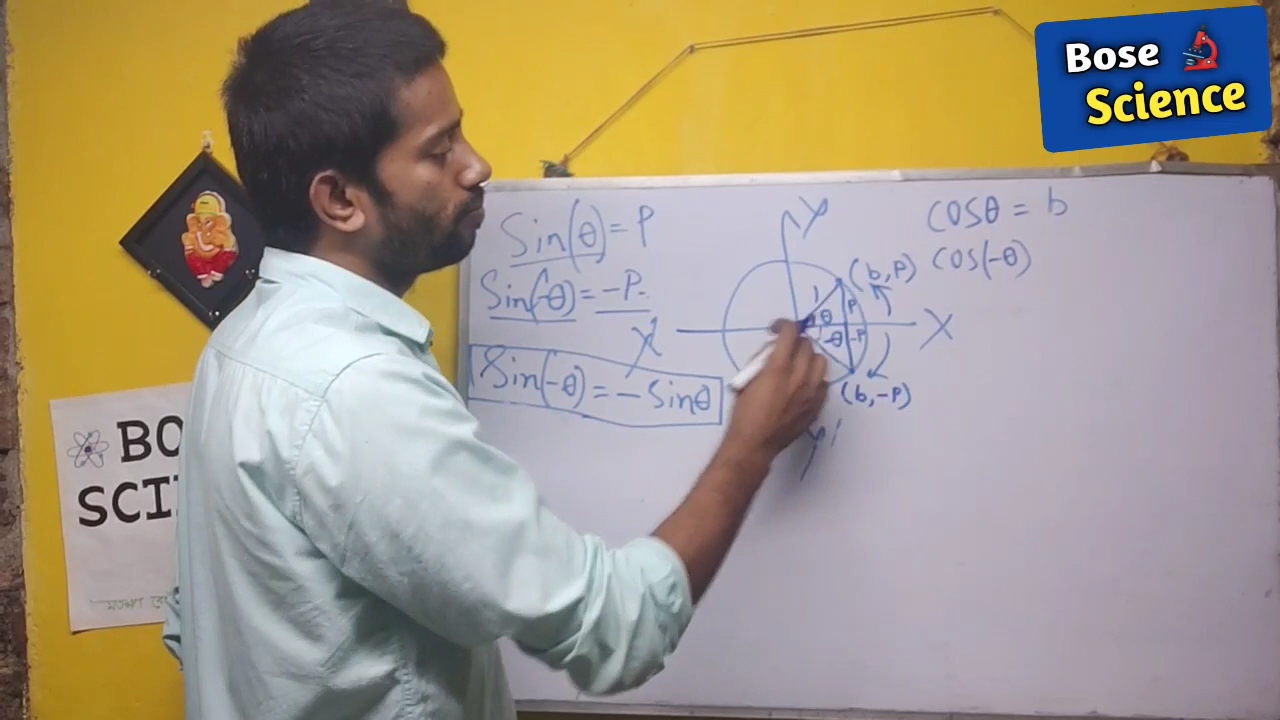 Bose
Science
Sin(θ) = P
Sin(-θ) = -P.
Sin(-θ) = - Sinθ
Y
(b, P)
1
P
θ
X
-θ
-P
(b, -P)
Y'
cosθ = b
cos(-θ)
BO
SCI